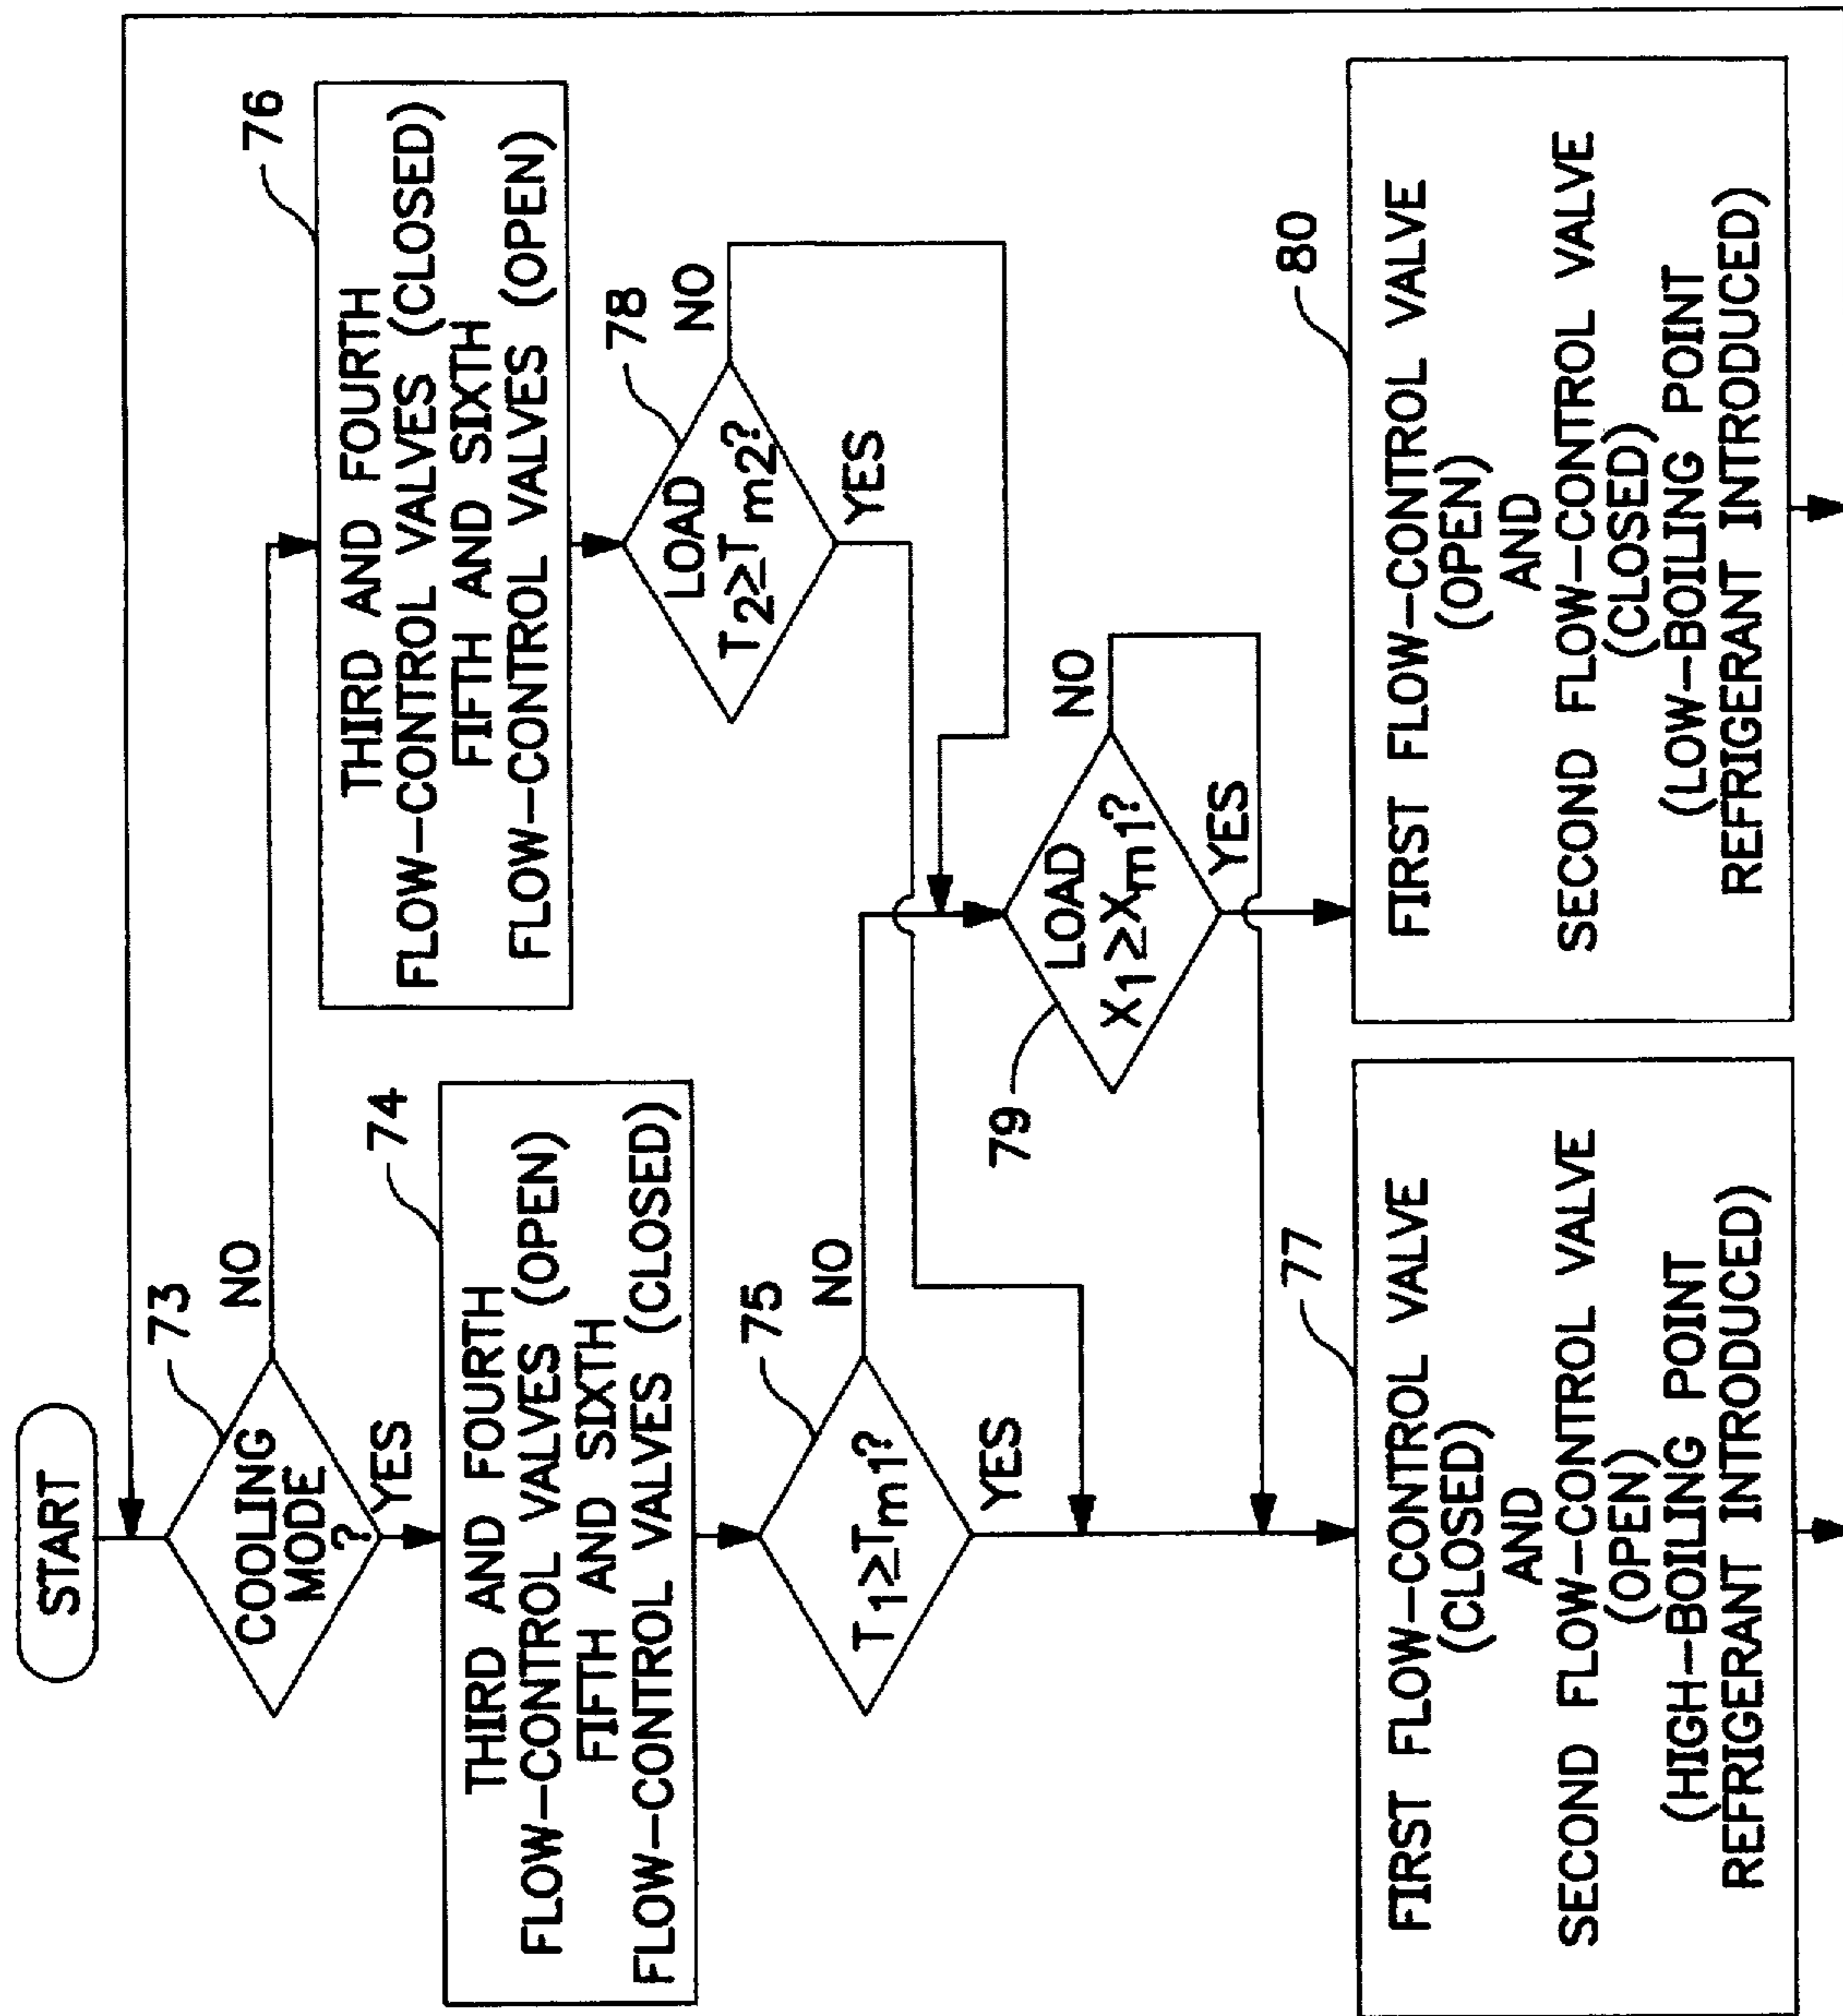 START
73
COOLING
MODE
?
NO
YES
74
THIRD AND FOURTH
FLOW-CONTROL VALVES (OPEN)
FIFTH AND SIXTH
FLOW-CONTROL VALVES (CLOSED)
76
THIRD AND FOURTH
FLOW-CONTROL VALVES (CLOSED)
FIFTH AND SIXTH
FLOW-CONTROL VALVES (OPEN)
75
T1≥Tm1?
NO
YES
78
LOAD
T2≥Tm2?
NO
YES
79
LOAD
X1≥Xm1?
NO
YES
77
FIRST FLOW-CONTROL VALVE
(CLOSED)
AND
SECOND FLOW-CONTROL VALVE
(OPEN)
(HIGH-BOILING POINT
REFRIGERANT INTRODUCED)
80
FIRST FLOW-CONTROL VALVE
(OPEN)
AND
SECOND FLOW-CONTROL VALVE
(CLOSED)
(LOW-BOILING POINT
REFRIGERANT INTRODUCED)